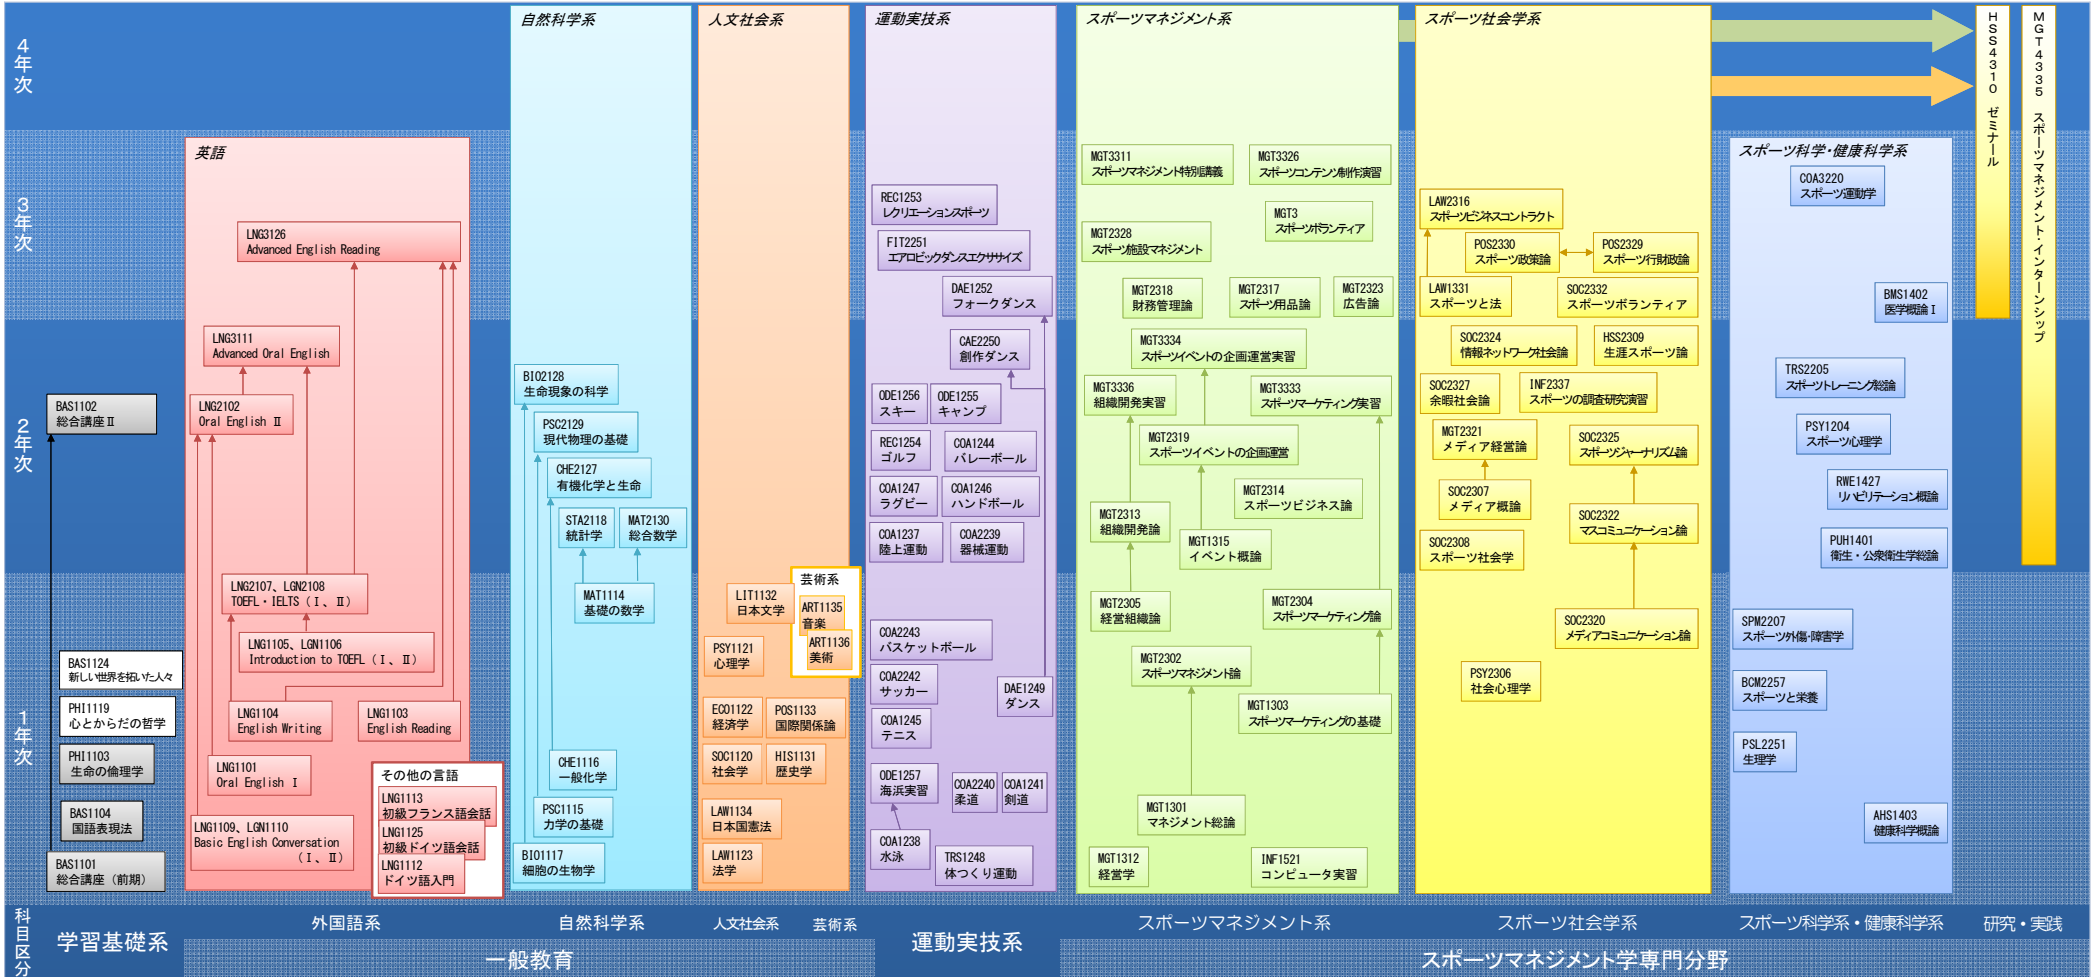 4年次
3年次
2年次
1年次
科目区分
BAS1102
総合講座Ⅱ
BAS1124
新しい世界を拓いた人々
PHI1119
心とからだの哲学
PHI1103
生命の倫理学
BAS1104
国語表現法
BAS1101
総合講座（前期）
学習基礎系
英語
LNG3126
Advanced English Reading
LNG3111
Advanced Oral English
LNG2102
Oral English Ⅱ
LNG2107、LGN2108
TOEFL・IELTS（Ⅰ、Ⅱ）
LNG1105、LGN1106
Introduction to TOEFL（Ⅰ、Ⅱ）
LNG1104
English Writing
LNG1103
English Reading
LNG1101
Oral English Ⅰ
LNG1109、LGN1110
Basic English Conversation
（Ⅰ、Ⅱ）
その他の言語
LNG1113
初級フランス語会話
LNG1125
初級ドイツ語会話
LNG1112
ドイツ語入門
外国語系
自然科学系
BIO2128
生命現象の科学
PSC2129
現代物理の基礎
CHE2127
有機化学と生命
STA2118
統計学
MAT2130
総合数学
MAT1114
基礎の数学
CHE1116
一般化学
PSC1115
力学の基礎
BIO1117
細胞の生物学
自然科学系
人文社会系
LIT1132
日本文学
PSY1121
心理学
ECO1122
経済学
POS1133
国際関係論
SOC1120
社会学
HIS1131
歴史学
LAW1134
日本国憲法
LAW1123
法学
芸術系
ART1135
音楽
ART1136
美術
人文社会系
芸術系
一般教育
運動実技系
REC1253
レクリエーションスポーツ
FIT2251
エアロビックダンスエクササイズ
DAE1252
フォークダンス
CAE2250
創作ダンス
ODE1256
スキー
ODE1255
キャンプ
REC1254
ゴルフ
COA1244
バレーボール
COA1247
ラグビー
COA1246
ハンドボール
COA1237
陸上運動
COA2239
器械運動
COA2243
バスケットボール
COA2242
サッカー
DAE1249
ダンス
COA1245
テニス
ODE1257
海浜実習
COA2240
柔道
COA1241
剣道
COA1238
水泳
TRS1248
体つくり運動
運動実技系
スポーツマネジメント系
MGT3311
スポーツマネジメント特別講義
MGT3326
スポーツコンテンツ制作演習
MGT3
スポーツボランティア
MGT2328
スポーツ施設マネジメント
MGT2318
財務管理論
MGT2317
スポーツ用品論
MGT2323
広告論
MGT3334
スポーツイベントの企画運営実習
MGT3336
組織開発実習
MGT3333
スポーツマーケティング実習
MGT2319
スポーツイベントの企画運営
MGT2314
スポーツビジネス論
MGT2313
組織開発論
MGT1315
イベント概論
MGT2305
経営組織論
MGT2304
スポーツマーケティング論
MGT2302
スポーツマネジメント論
MGT1303
スポーツマーケティングの基礎
MGT1301
マネジメント総論
MGT1312
経営学
INF1521
コンピュータ実習
スポーツマネジメント系
スポーツ社会学系
LAW2316
スポーツビジネスコントラクト
POS2330
スポーツ政策論
POS2329
スポーツ行財政論
LAW1331
スポーツと法
SOC2332
スポーツボランティア
SOC2324
情報ネットワーク社会論
HSS2309
生涯スポーツ論
SOC2327
余暇社会論
INF2337
スポーツの調査研究演習
MGT2321
メディア経営論
SOC2325
スポーツジャーナリズム論
SOC2307
メディア概論
SOC2322
マスコミュニケーション論
SOC2308
スポーツ社会学
SOC2320
メディアコミュニケーション論
PSY2306
社会心理学
スポーツ社会学系
スポーツ科学・健康科学系
COA3220
スポーツ運動学
BMS1402
医学概論Ⅰ
TRS2205
スポーツトレーニング総論
PSY1204
スポーツ心理学
RWE1427
リハビリテーション概論
PUH1401
衛生・公衆衛生学総論
SPM2207
スポーツ外傷・障害学
BCM2257
スポーツと栄養
PSL2251
生理学
AHS1403
健康科学概論
スポーツ科学系・健康科学系
HSS4310 ゼミナール
MGT4335 スポーツマネジメント・インターンシップ
研究・実践
スポーツマネジメント学専門分野